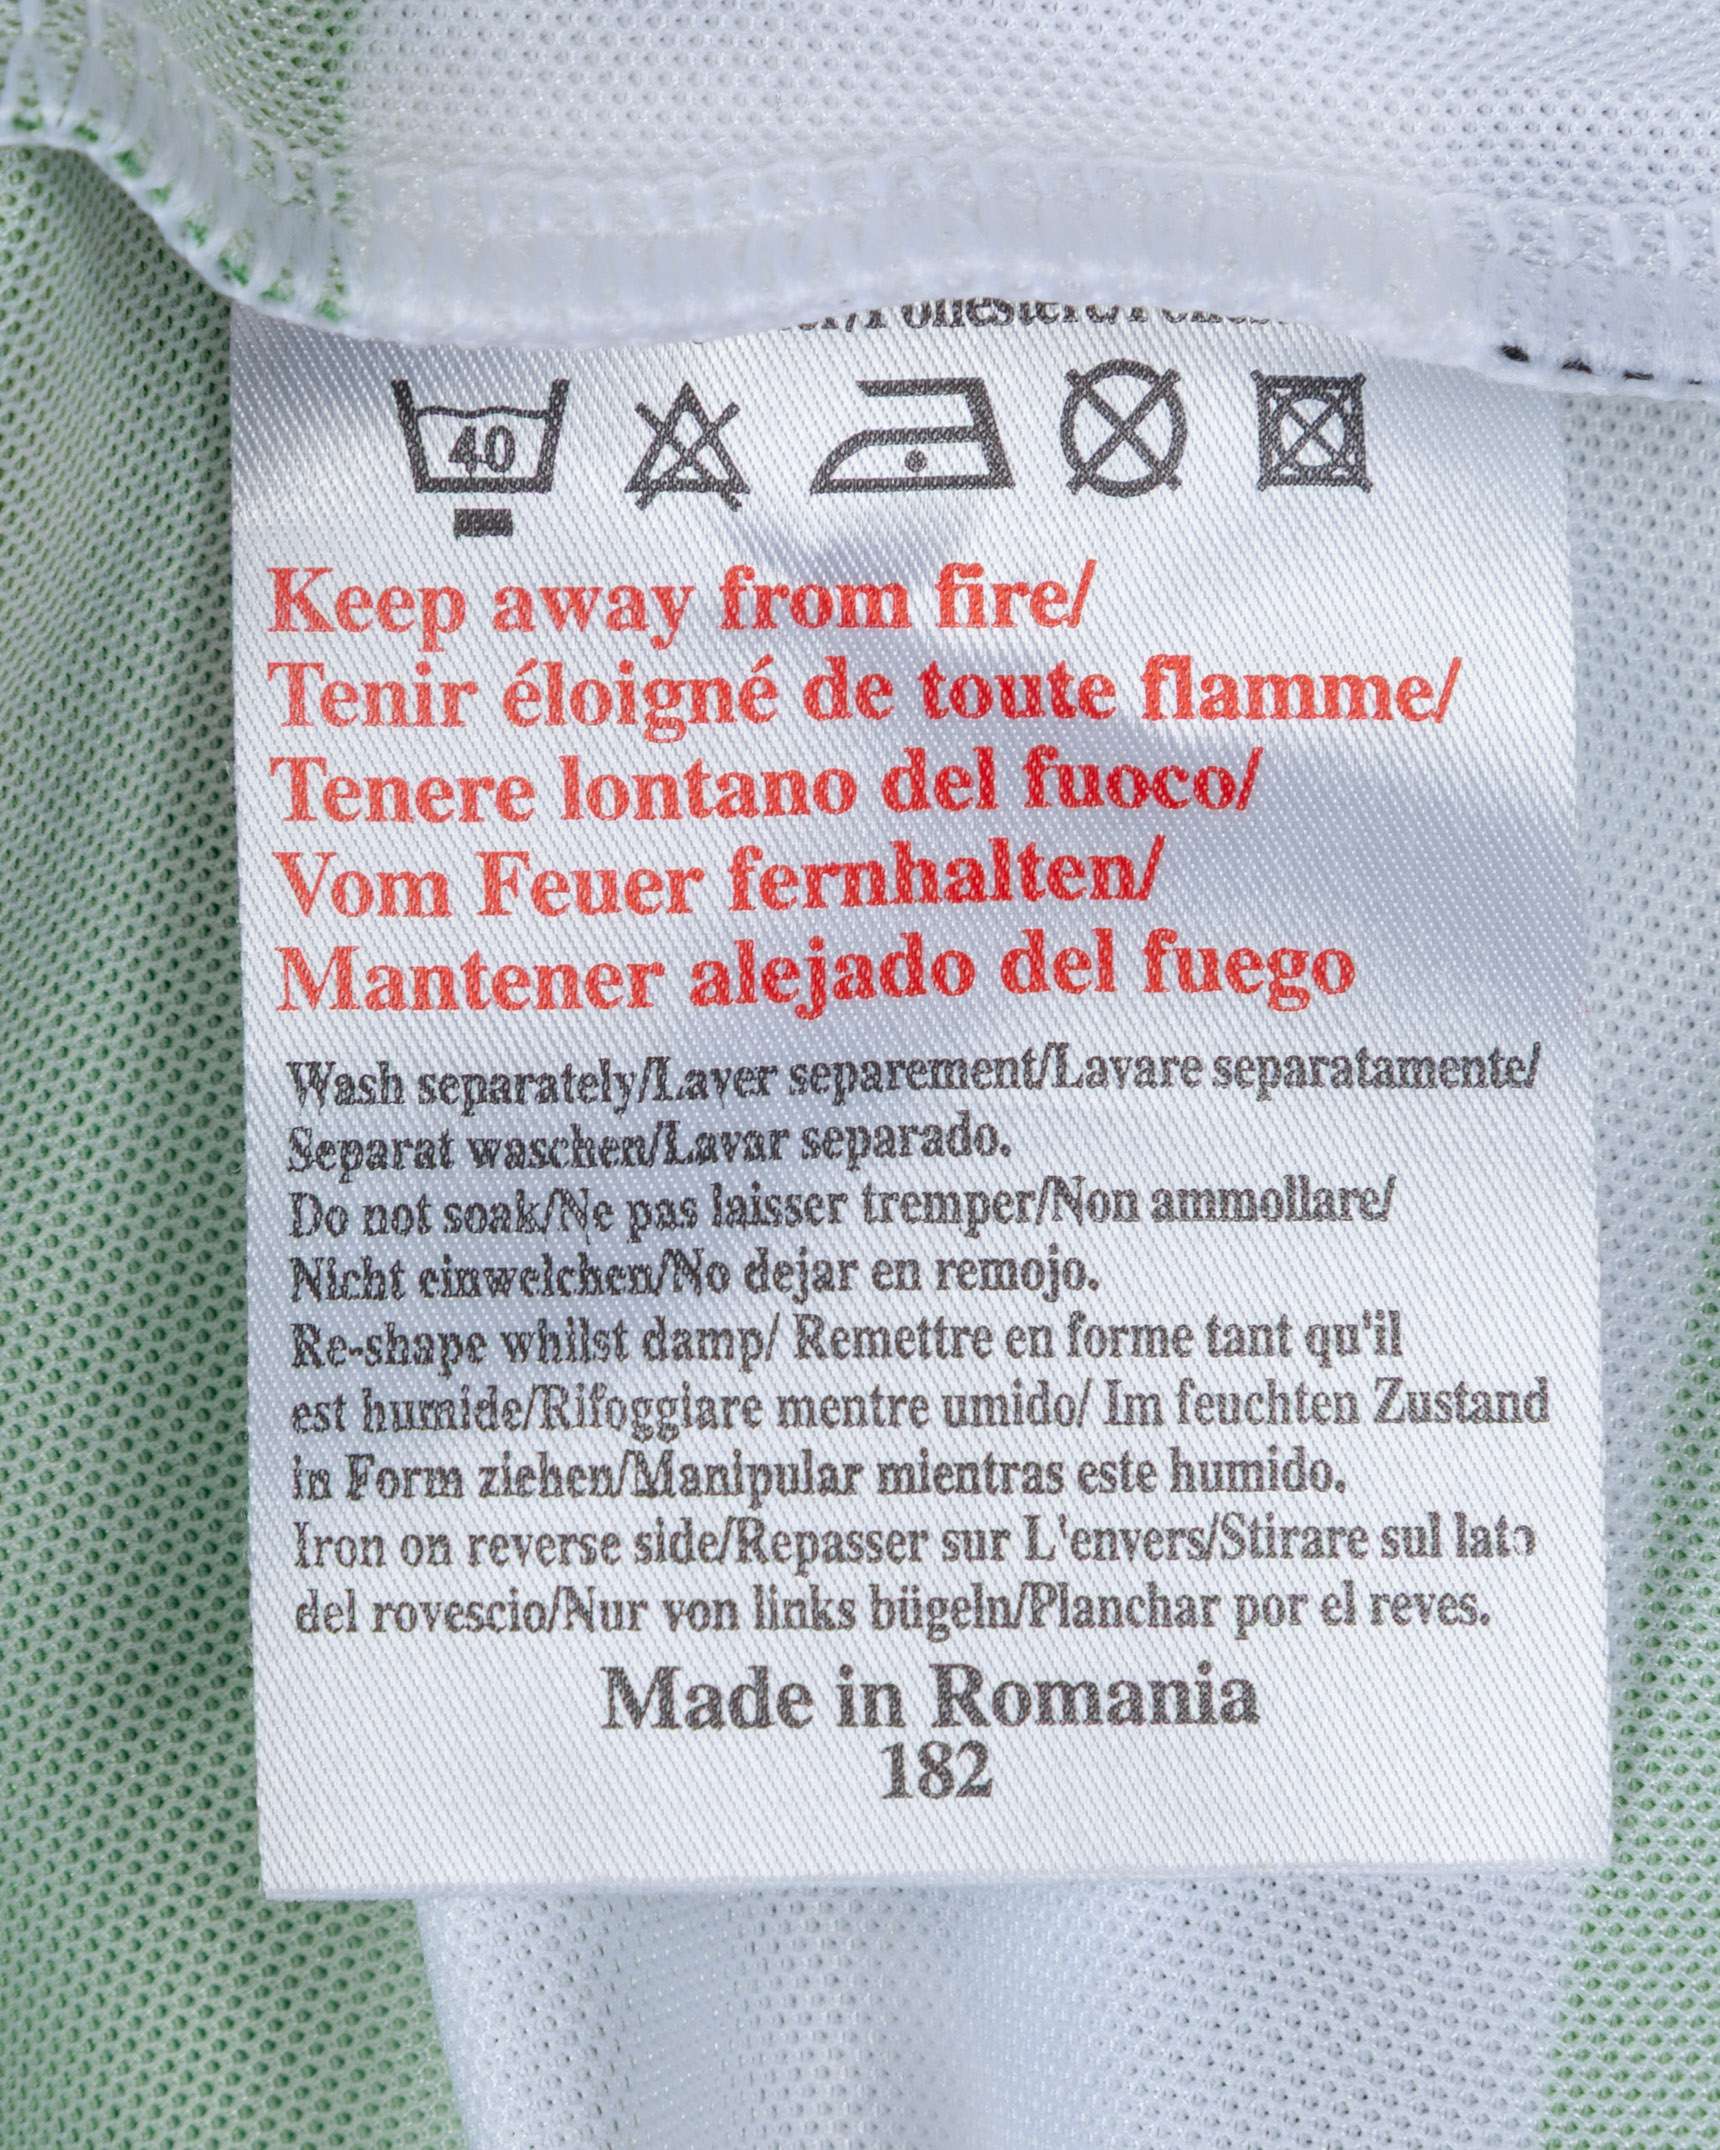 40
Keep away from fire/
Tenir éloigné de toute flamme/
Tenere lontano del fuoco/
Vom Feuer fernhalten/
Mantener alejado del fuego
Wash separately/Laver separement/Lavare separatamente/
Separat waschen/Lavar separado.
Do not soak/Ne pas laisser tremper/Non ammollare/
Nicht einwelchen/No dejar en remojo.
Re-shape whilst damp/ Remettre en forme tant qu'il
est humide/Rifoggiare mentre umido/ Im feuchten Zustand
in Form ziehen/Manipular mientras este humido.
Iron on reverse side/Repasser sur L'envers/Stirare sul lato
del rovescio/Nur von links bügeln/Planchar por el reves.
Made in Romania
182